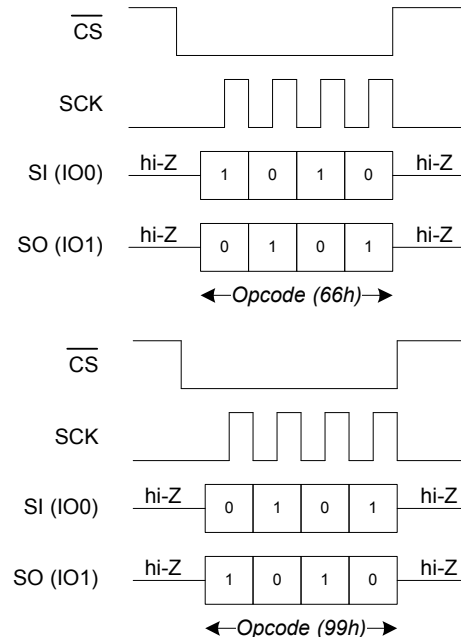 CS
SCK
SI (IO0) hi-Z 1 0 1 0 hi-Z
SO (IO1) hi-Z 0 1 0 1 hi-Z
Opcode (66h)
CS
SCK
SI (IO0) hi-Z 0 1 0 1 hi-Z
SO (IO1) hi-Z 1 0 1 0 hi-Z
Opcode (99h)